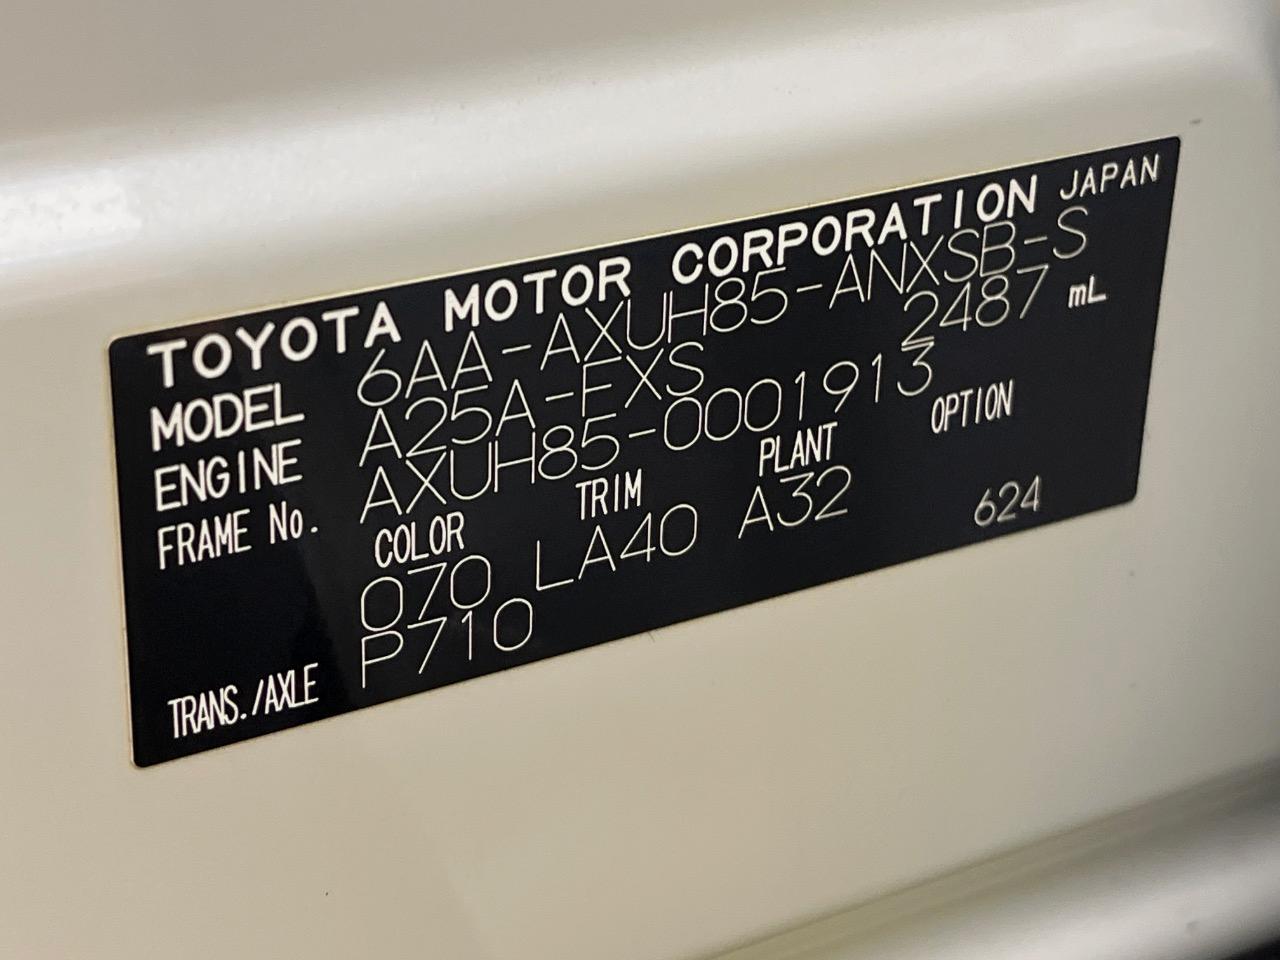 TOYOTA MOTOR CORPORATION JAPAN
MODEL 6AA-AXUH85-ANXSB-S
ENGINE A25A-FXS 2487 mL
FRAME No. AXUH85-0001913
COLOR TRIM PLANT OPTION
070 LA40 A32 624
TRANS./AXLE P710